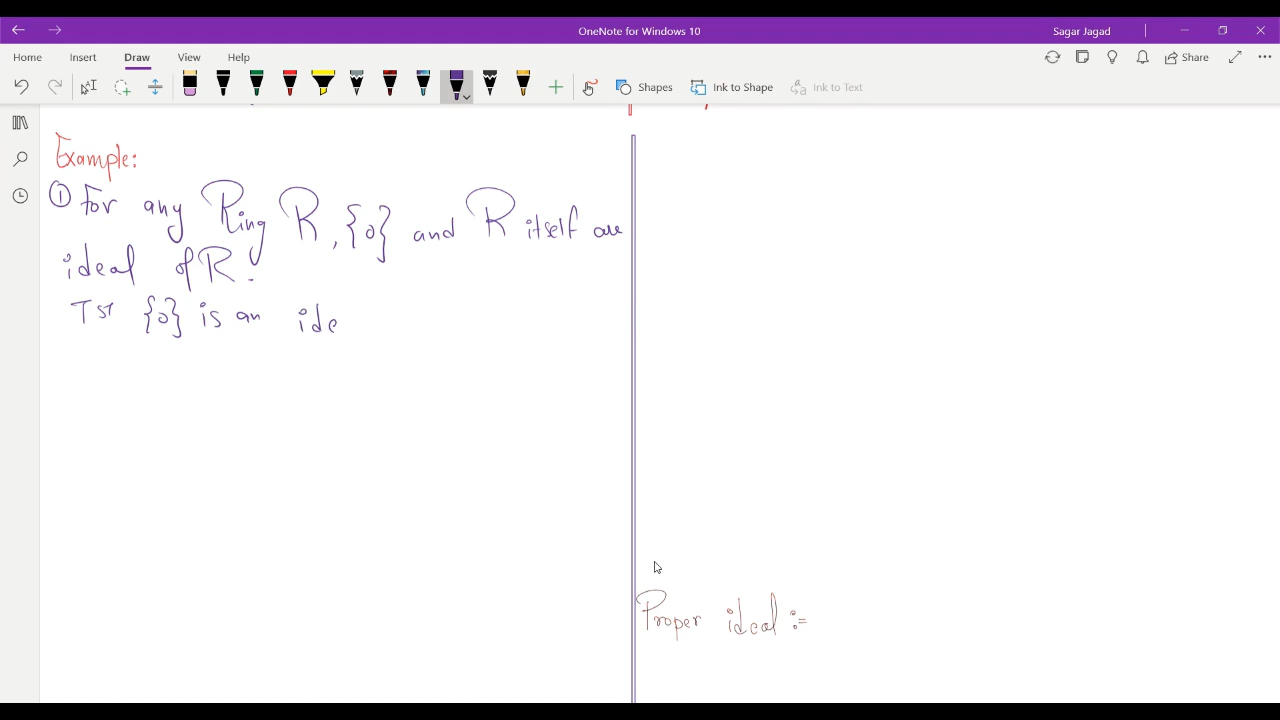 OneNote for Windows 10
Sagar Jagad
Home Insert Draw View Help
Share
Shapes Ink to Shape Ink to Text
Example:
① For any Ring R, {0} and R itself are
ideal of R.
TST {0} is an ide
Proper ideal :=